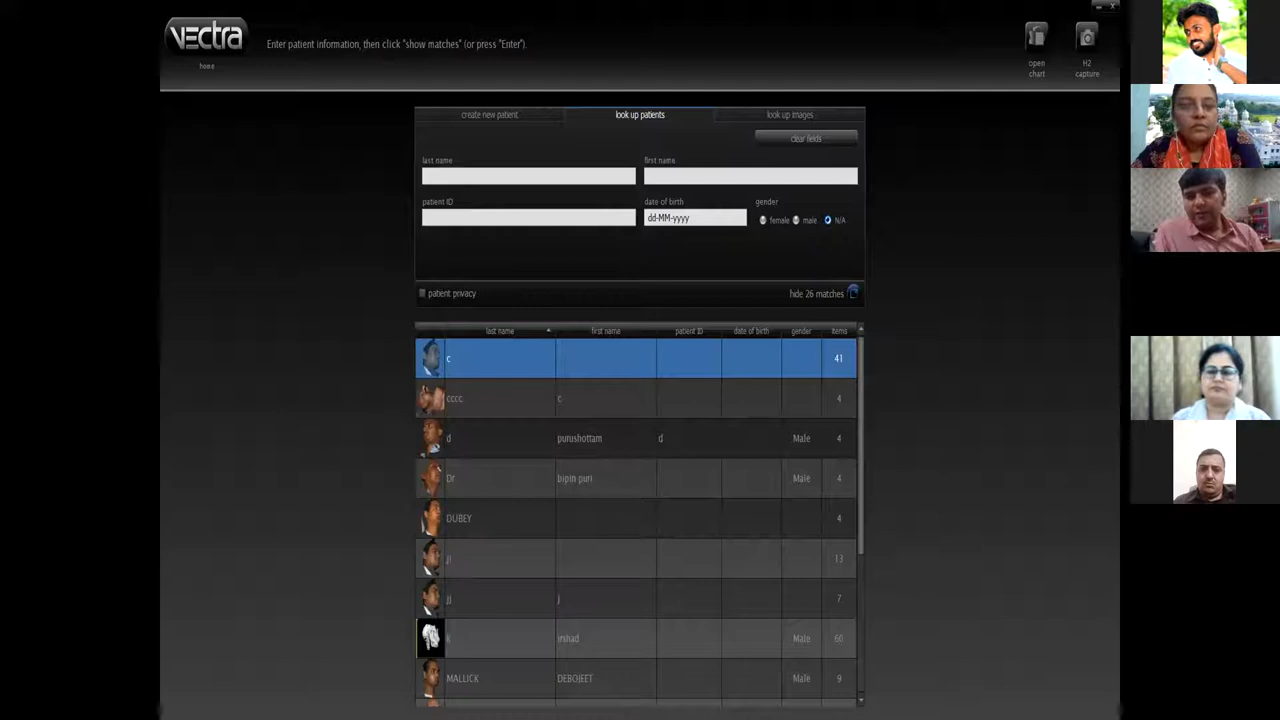 vectra
home
Enter patient information, then click "show matches" (or press "Enter").
open chart
H2 capture
create new patient
look up patients
look up images
clear fields
last name
first name
patient ID
date of birth
gender
dd-MM-yyyy
female
male
N/A
patient privacy
hide 26 matches
last name first name patient ID date of birth gender items
c 41
cccc c 4
d purushottam d Male 4
Dr bipin puri Male 4
DUBEY 4
13
jj j 7
irshad Male 60
MALLICK DEBOJEET Male 9